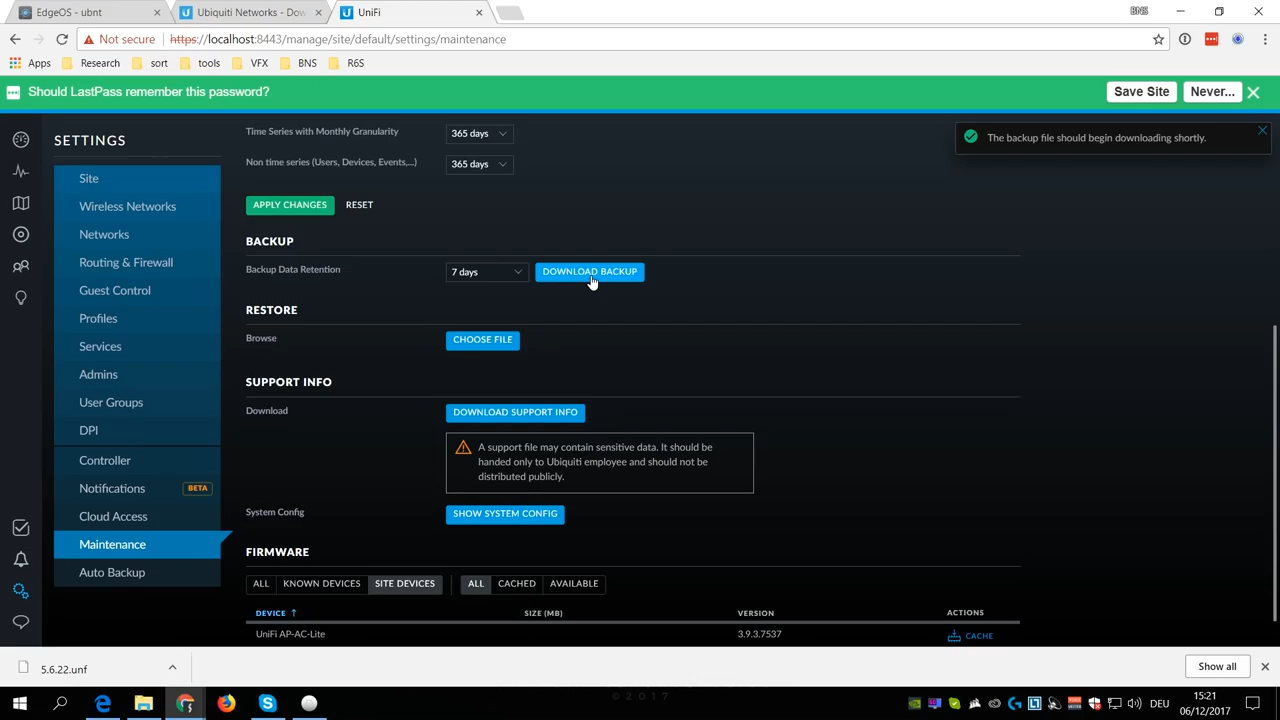 EdgeOS - ubnt
Ubiquiti Networks - Dow
UniFi
BNS
Not secure
https://localhost:8443/manage/site/default/settings/maintenance
Apps
Research
sort
tools
VFX
BNS
R6S
Should LastPass remember this password?
Save Site
Never...
SETTINGS
Site
Wireless Networks
Networks
Routing & Firewall
Guest Control
Profiles
Services
Admins
User Groups
DPI
Controller
Notifications BETA
Cloud Access
Maintenance
Auto Backup
The backup file should begin downloading shortly.
Time Series with Monthly Granularity 365 days
Non time series (Users, Devices, Events,...) 365 days
APPLY CHANGES RESET
BACKUP
Backup Data Retention 7 days DOWNLOAD BACKUP
RESTORE
Browse CHOOSE FILE
SUPPORT INFO
Download DOWNLOAD SUPPORT INFO
A support file may contain sensitive data. It should be
handed only to Ubiquiti employee and should not be
distributed publicly.
System Config SHOW SYSTEM CONFIG
FIRMWARE
ALL KNOWN DEVICES SITE DEVICES ALL CACHED AVAILABLE
DEVICE SIZE (MB) VERSION ACTIONS
UniFi AP-AC-Lite 3.9.3.7537 CACHE
5.6.22.unf
Show all
© 2017
DEU
15:21
06/12/2017